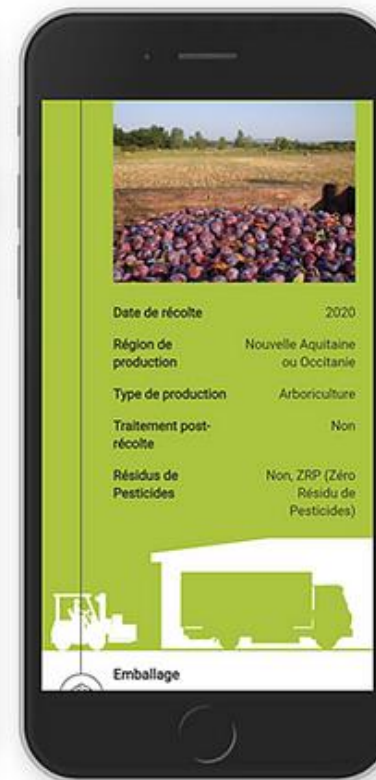 Date de récolte 2020
Région de Nouvelle Aquitaine
production ou Occitanie
Type de production Arboriculture
Traitement post- Non
récolte
Résidus de Non, ZRP (Zéro
Pesticides Résidu de
Pesticides)
Emballage